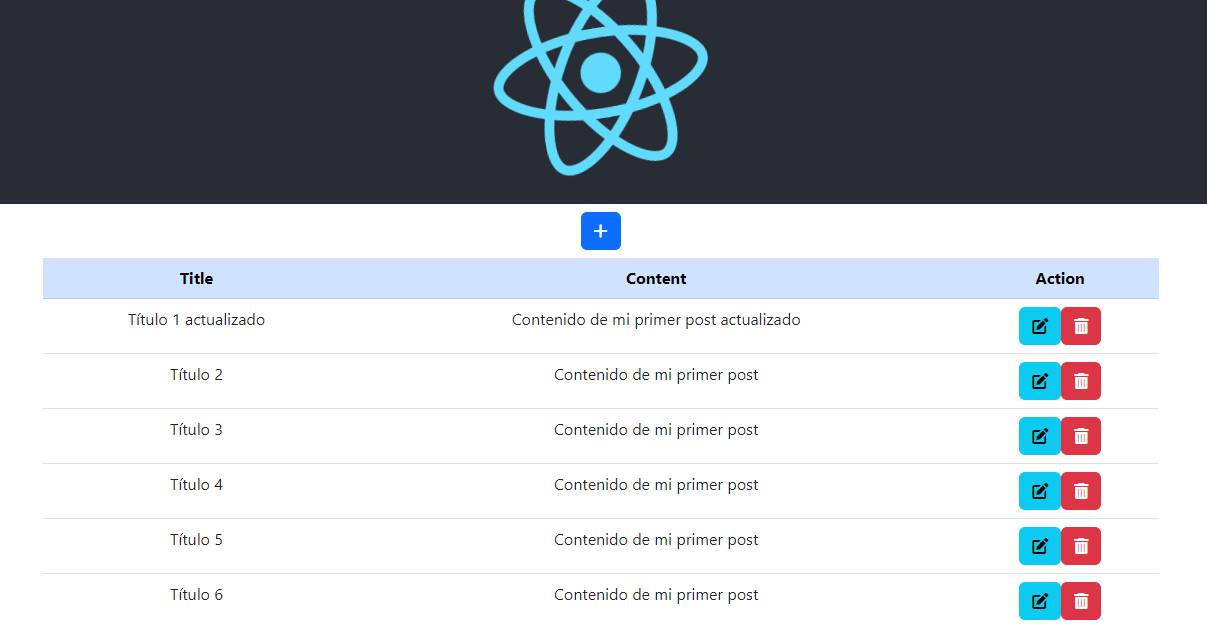 +
Title Content Action
Título 1 actualizado Contenido de mi primer post actualizado
Título 2 Contenido de mi primer post
Título 3 Contenido de mi primer post
Título 4 Contenido de mi primer post
Título 5 Contenido de mi primer post
Título 6 Contenido de mi primer post